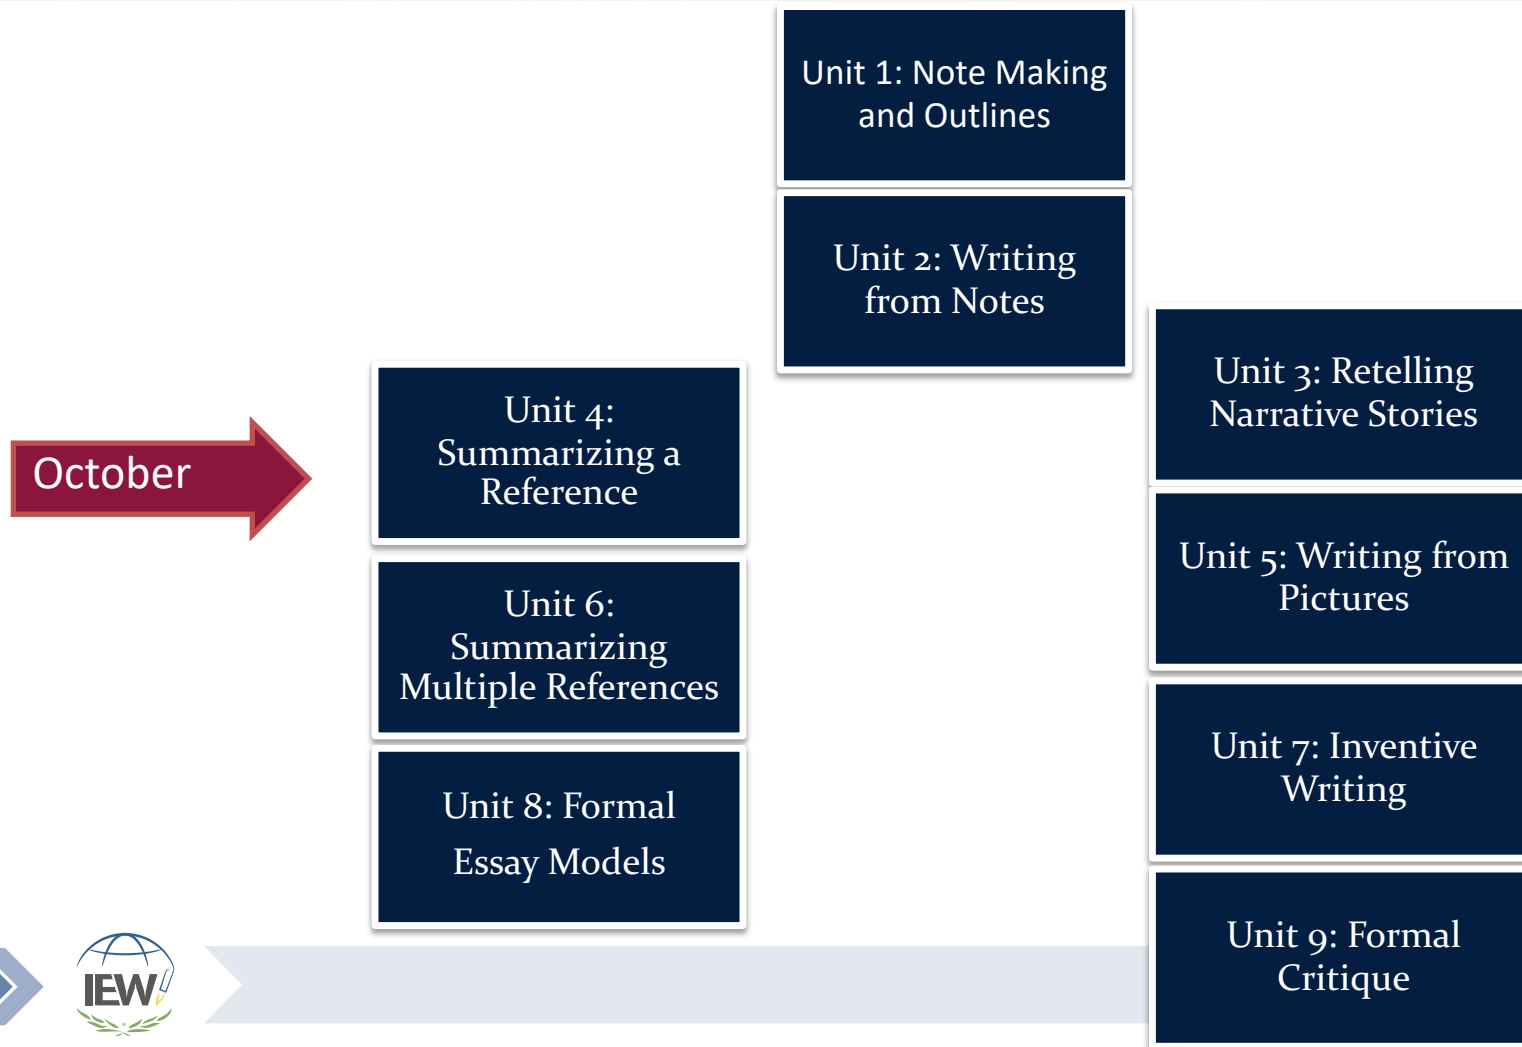 Unit 1: Note Making
and Outlines
Unit 2: Writing
from Notes
Unit 3: Retelling
Narrative Stories
October
Unit 4:
Summarizing a
Reference
Unit 5: Writing from
Pictures
Unit 6:
Summarizing
Multiple References
Unit 7: Inventive
Writing
Unit 8: Formal
Essay Models
Unit 9: Formal
Critique
IEW